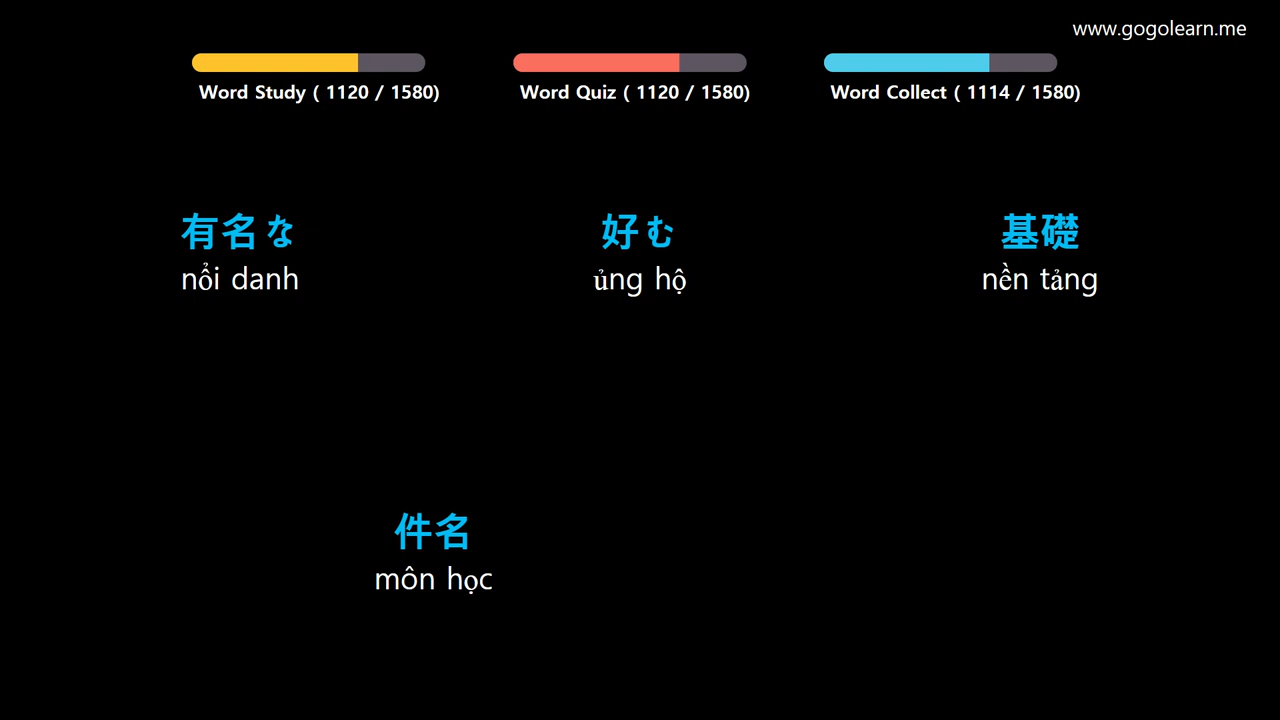 www.gogolearn.me
Word Study ( 1120 / 1580)
Word Quiz ( 1120 / 1580)
Word Collect ( 1114 / 1580)
有名な
nổi danh
好む
ủng hộ
基礎
nền tảng
件名
môn học